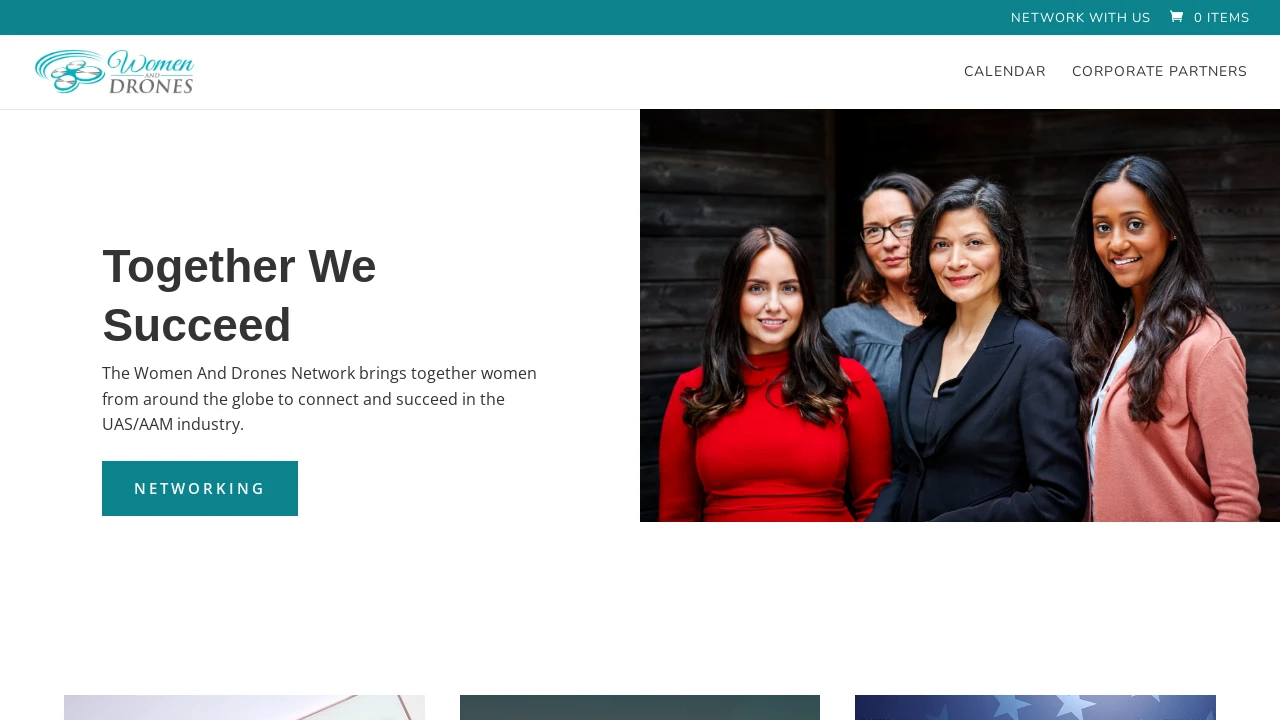 NETWORK WITH US
0 ITEMS
Women
AND
DRONES
CALENDAR
CORPORATE PARTNERS
Together We
Succeed
The Women And Drones Network brings together women
from around the globe to connect and succeed in the
UAS/AAM industry.
NETWORKING